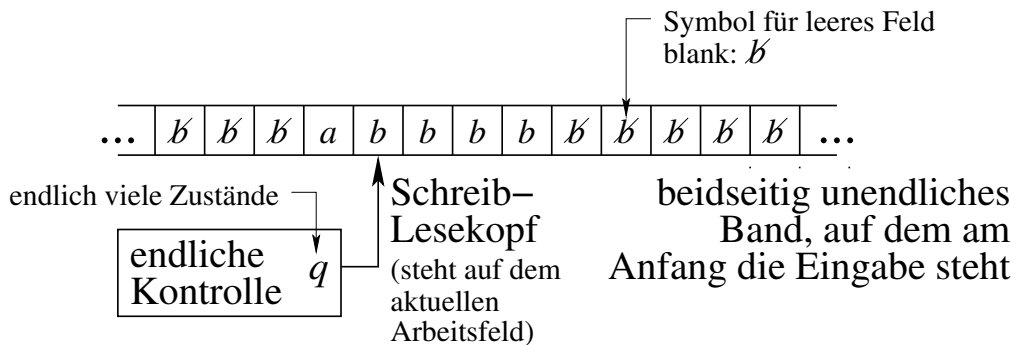 Symbol für leeres Feld
blank: b̸
... b̸ b̸ b̸ a b b b b b̸ b̸ b̸ b̸ b̸ ...
endlich viele Zustände
endliche
Kontrolle
q
Schreib–
Lesekopf
(steht auf dem
aktuellen
Arbeitsfeld)
beidseitig unendliches
Band, auf dem am
Anfang die Eingabe steht